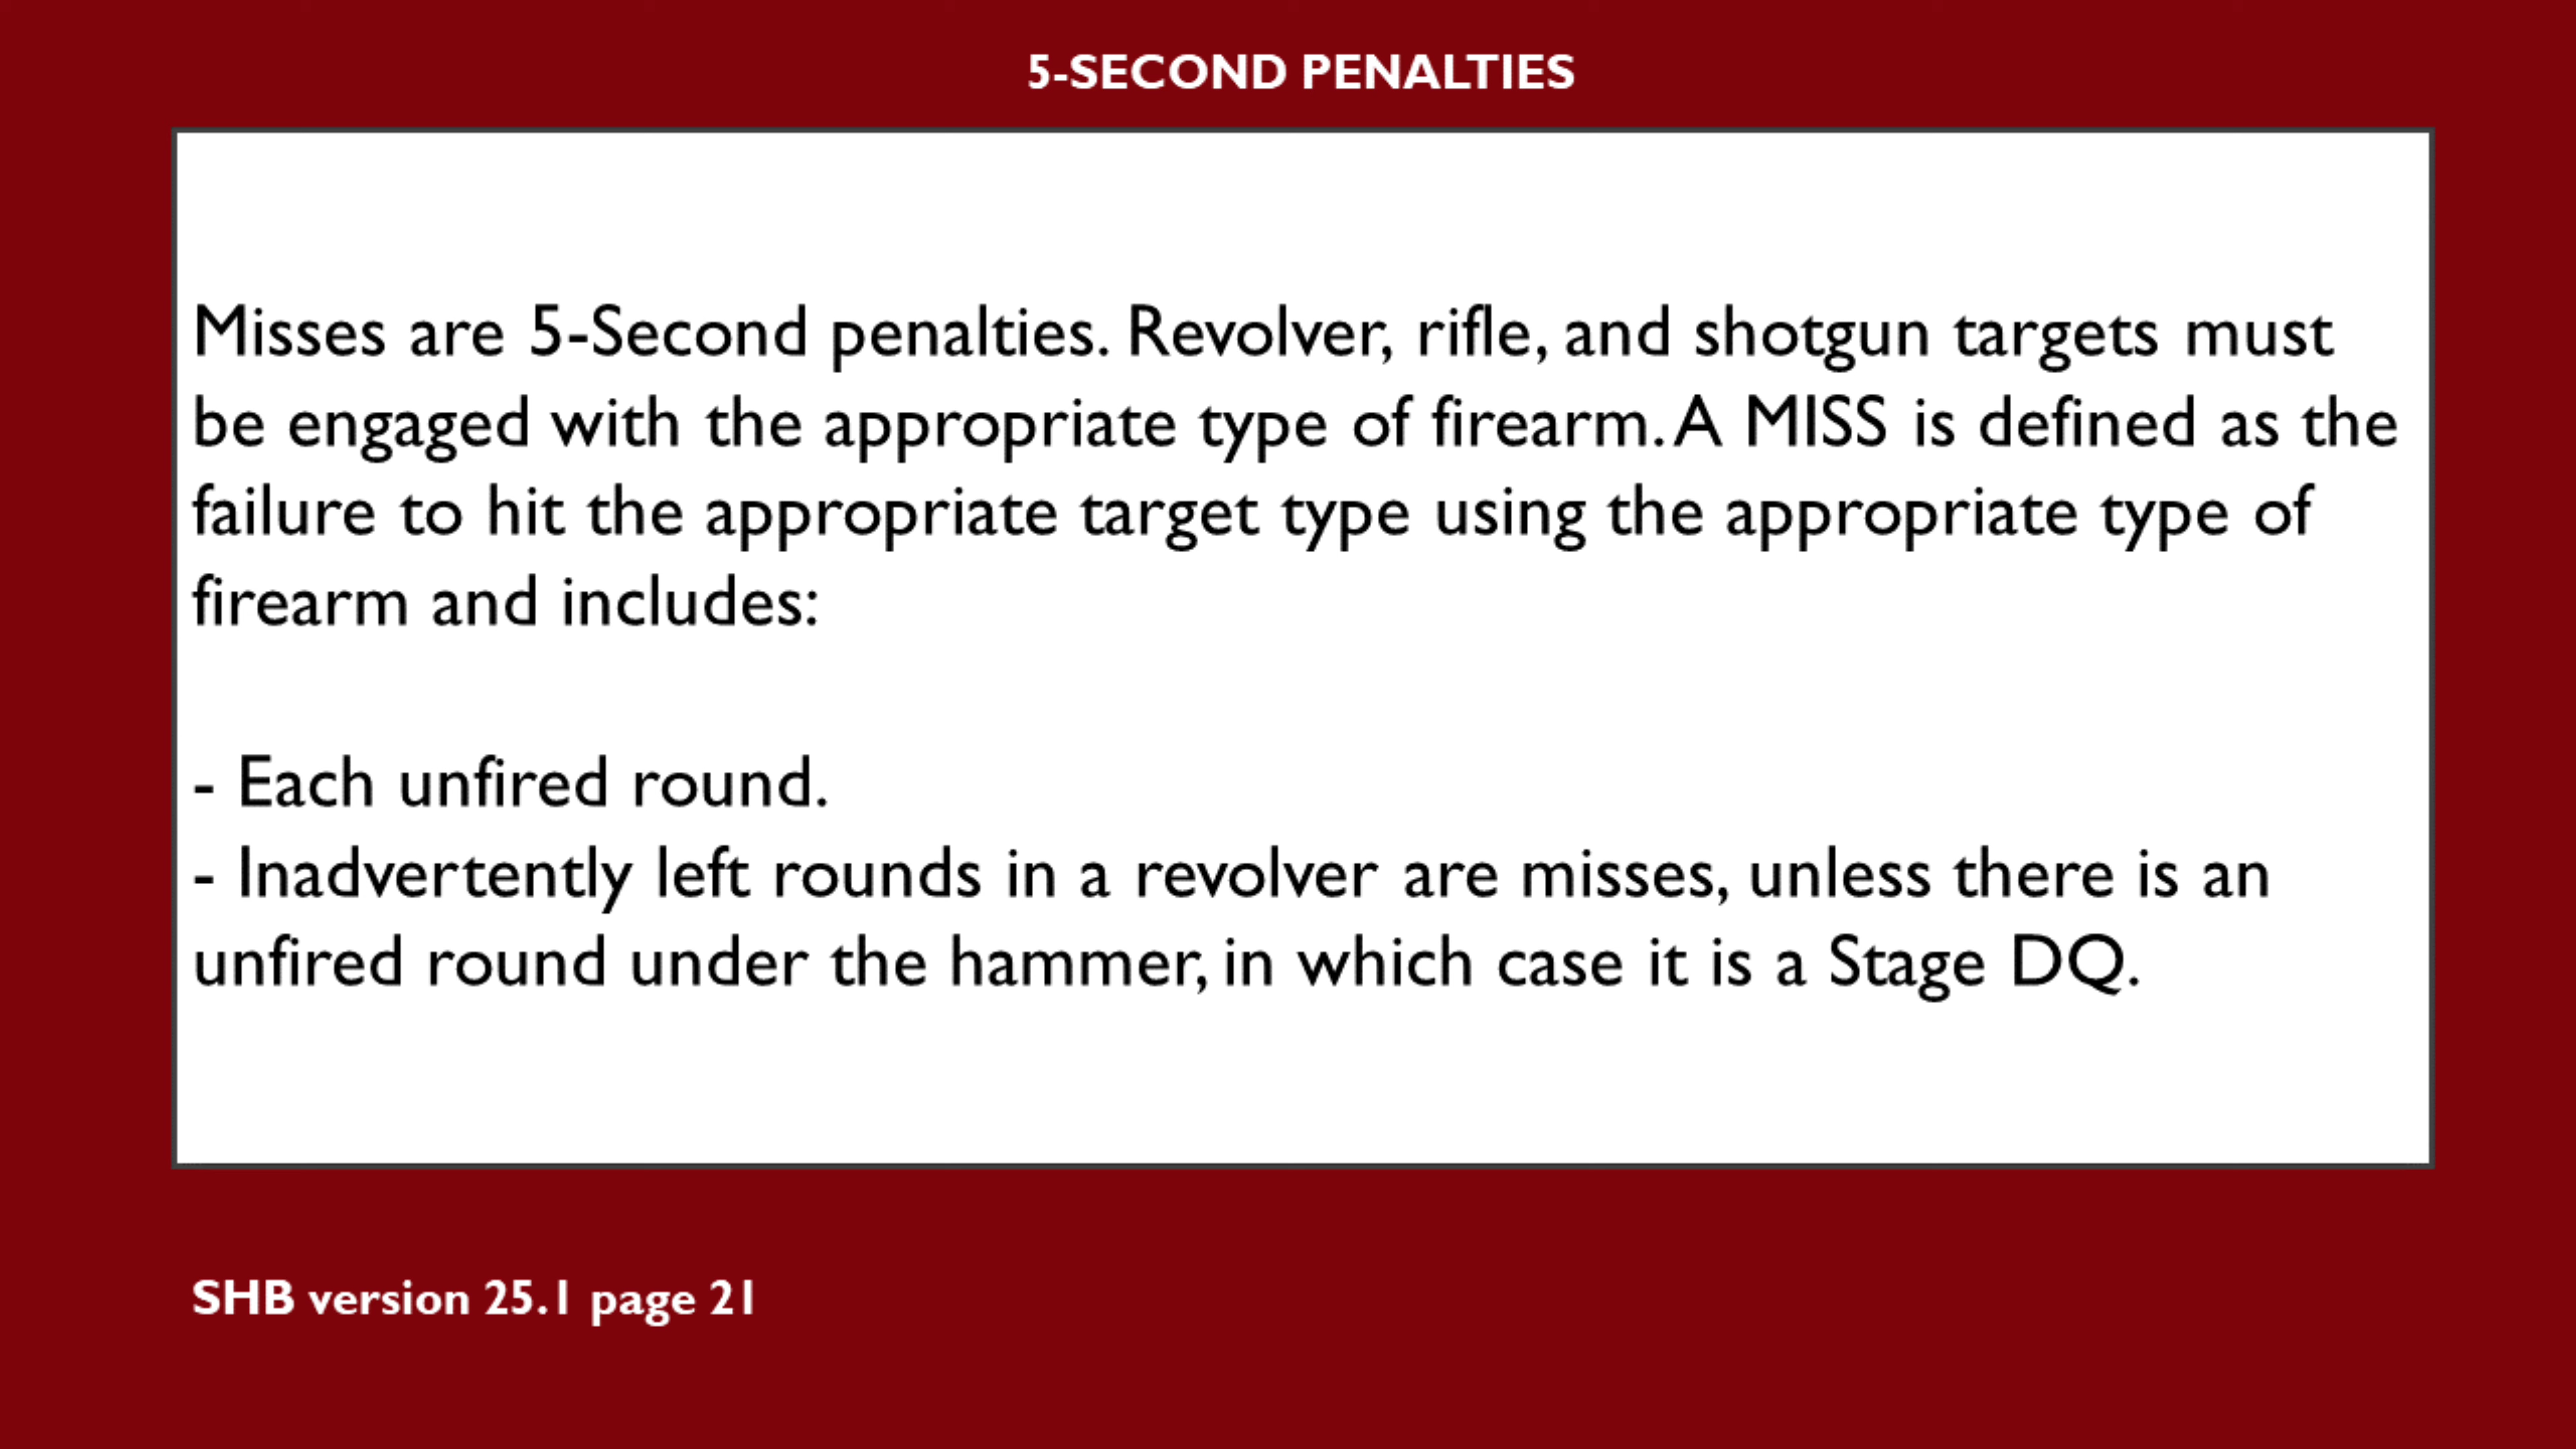 5-SECOND PENALTIES
Misses are 5-Second penalties. Revolver, rifle, and shotgun targets must
be engaged with the appropriate type of firearm. A MISS is defined as the
failure to hit the appropriate target type using the appropriate type of
firearm and includes:
- Each unfired round.
- Inadvertently left rounds in a revolver are misses, unless there is an
unfired round under the hammer, in which case it is a Stage DQ.
SHB version 25.1 page 21